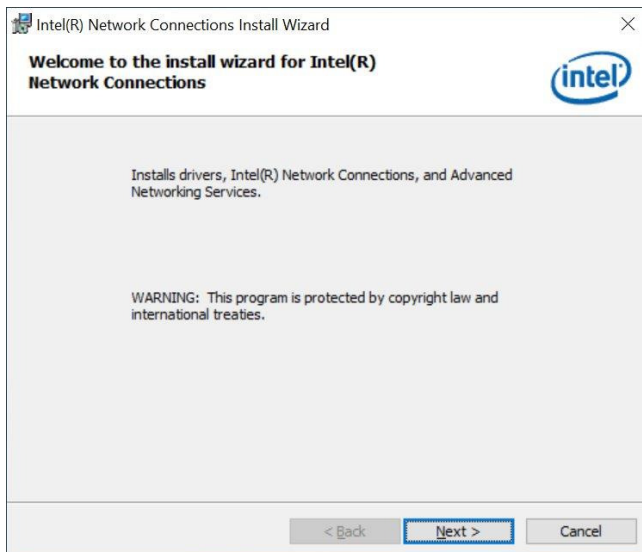 Intel(R) Network Connections Install Wizard
Welcome to the install wizard for Intel(R)
Network Connections
intel
Installs drivers, Intel(R) Network Connections, and Advanced
Networking Services.
WARNING: This program is protected by copyright law and
international treaties.
< Back Next > Cancel